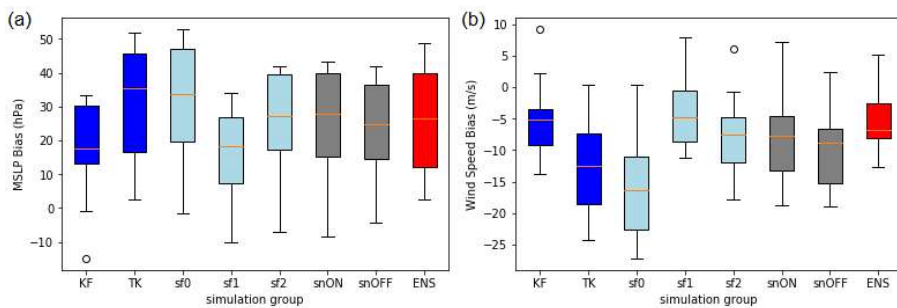 (a)
MSLP Bias (hPa)
50
40
30
20
10
0
−10
KF TK sf0 sf1 sf2 snON snOFF ENS
simulation group
(b)
Wind Speed Bias (m/s)
10
5
0
−5
−10
−15
−20
−25
KF TK sf0 sf1 sf2 snON snOFF ENS
simulation group